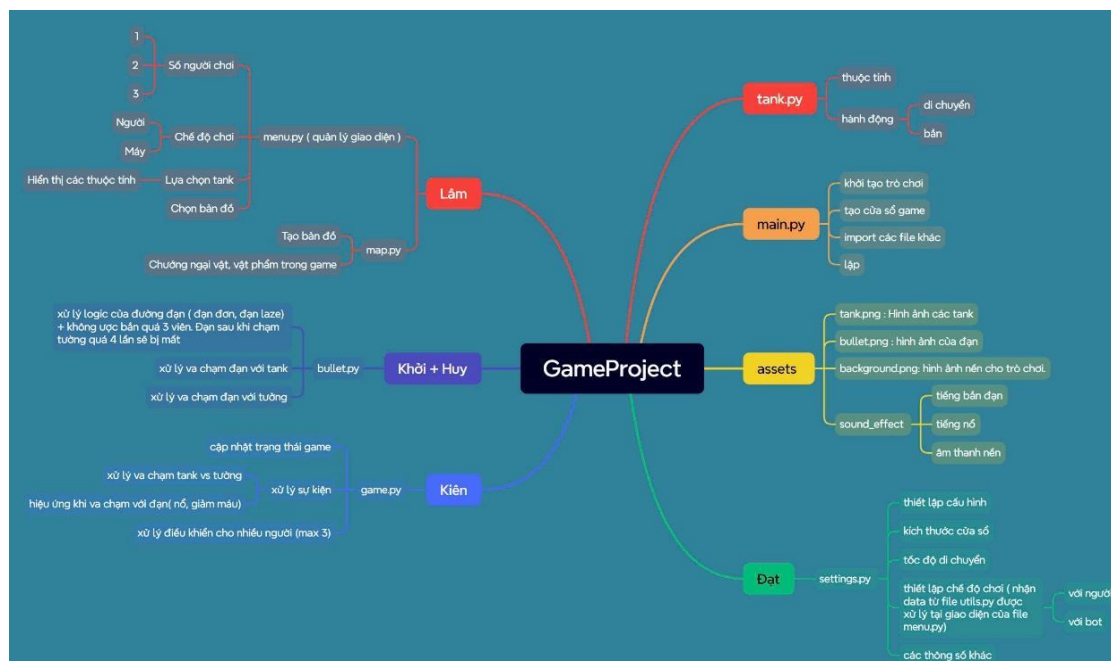 GameProject
Lâm
menu.py ( quản lý giao diện )
Số người chơi
1
2
3
Chế độ chơi
Người
Máy
Lựa chọn tank
Hiển thị các thuộc tính
Chọn bản đồ
map.py
Tạo bản đồ
Chướng ngại vật, vật phẩm trong game
Khởi + Huy
bullet.py
xử lý logic của đường đạn ( đạn đơn, đạn laze)
+ không ược bắn quá 3 viên. Đạn sau khi chạm
tường quá 4 lần sẽ bị mất
xử lý va chạm đạn với tank
xử lý va chạm đạn với tường
Kiên
game.py
cập nhật trạng thái game
xử lý sự kiện
xử lý va chạm tank vs tường
hiệu ứng khi va chạm với đạn( nổ, giảm máu)
xử lý điều khiển cho nhiều người (max 3)
tank.py
thuộc tính
hành động
di chuyển
bắn
main.py
khởi tạo trò chơi
tạo cửa sổ game
import các file khác
lặp
assets
tank.png : Hình ảnh các tank
bullet.png : hình ảnh của đạn
background.png: hình ảnh nền cho trò chơi.
sound_effect
tiếng bắn đạn
tiếng nổ
âm thanh nền
Đạt
settings.py
thiết lập cấu hình
kích thước cửa sổ
tốc độ di chuyển
thiết lập chế độ chơi ( nhận
data từ file utils.py được
xử lý tại giao diện của file
menu.py)
với người
với bot
các thông số khác